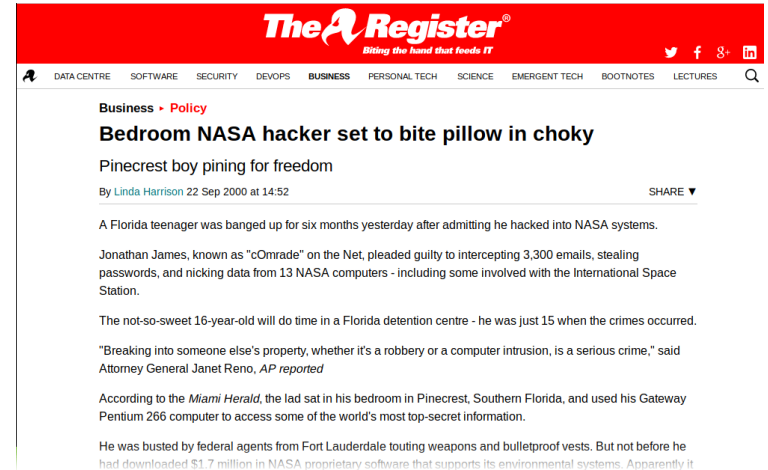 The Register®
Biting the hand that feeds IT
DATA CENTRE SOFTWARE SECURITY DEVOPS BUSINESS PERSONAL TECH SCIENCE EMERGENT TECH BOOTNOTES LECTURES
Business ▸ Policy
Bedroom NASA hacker set to bite pillow in choky
Pinecrest boy pining for freedom
By Linda Harrison 22 Sep 2000 at 14:52 SHARE ▼
A Florida teenager was banged up for six months yesterday after admitting he hacked into NASA systems.
Jonathan James, known as "cOmrade" on the Net, pleaded guilty to intercepting 3,300 emails, stealing
passwords, and nicking data from 13 NASA computers - including some involved with the International Space
Station.
The not-so-sweet 16-year-old will do time in a Florida detention centre - he was just 15 when the crimes occurred.
"Breaking into someone else's property, whether it's a robbery or a computer intrusion, is a serious crime," said
Attorney General Janet Reno, AP reported
According to the Miami Herald, the lad sat in his bedroom in Pinecrest, Southern Florida, and used his Gateway
Pentium 266 computer to access some of the world's most top-secret information.
He was busted by federal agents from Fort Lauderdale touting weapons and bulletproof vests. But not before he
had downloaded $1.7 million in NASA proprietary software that supports its environmental systems. Apparently it